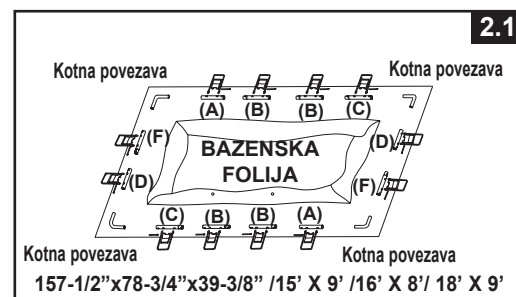 2.1
Kotna povezava Kotna povezava
(A) (B) (B) (C)
(F) (D)
BAZENSKA
FOLIJA
(D) (F)
(C) (B) (B) (A)
Kotna povezava Kotna povezava
157-1/2”x78-3/4”x39-3/8” /15’ X 9’ /16’ X 8’/ 18’ X 9’